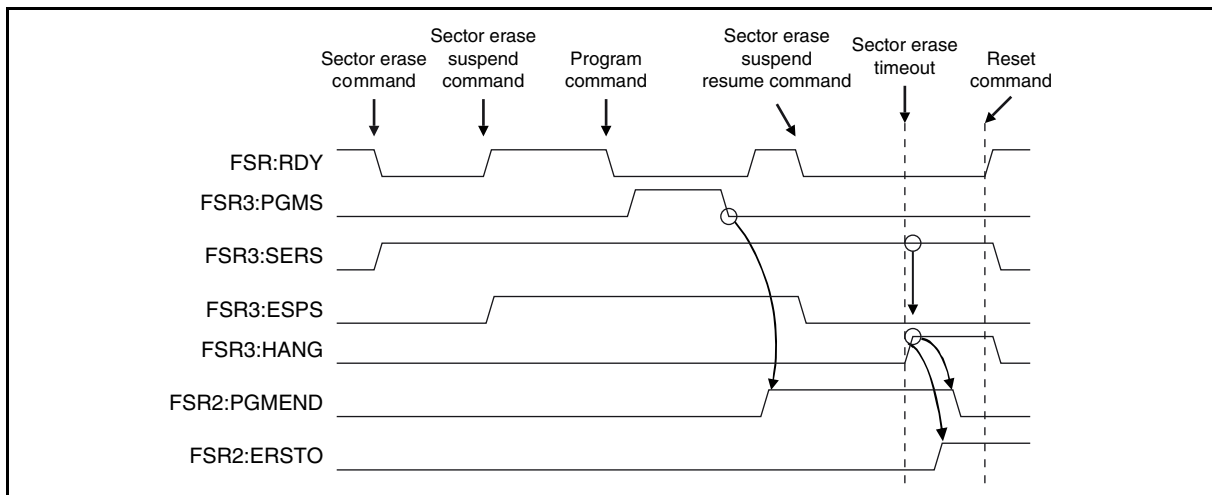 Sector erase
command
Sector erase
suspend
command
Program
command
Sector erase
suspend
resume command
Sector erase
timeout
Reset
command
FSR:RDY
FSR3:PGMS
FSR3:SERS
FSR3:ESPS
FSR3:HANG
FSR2:PGMEND
FSR2:ERSTO